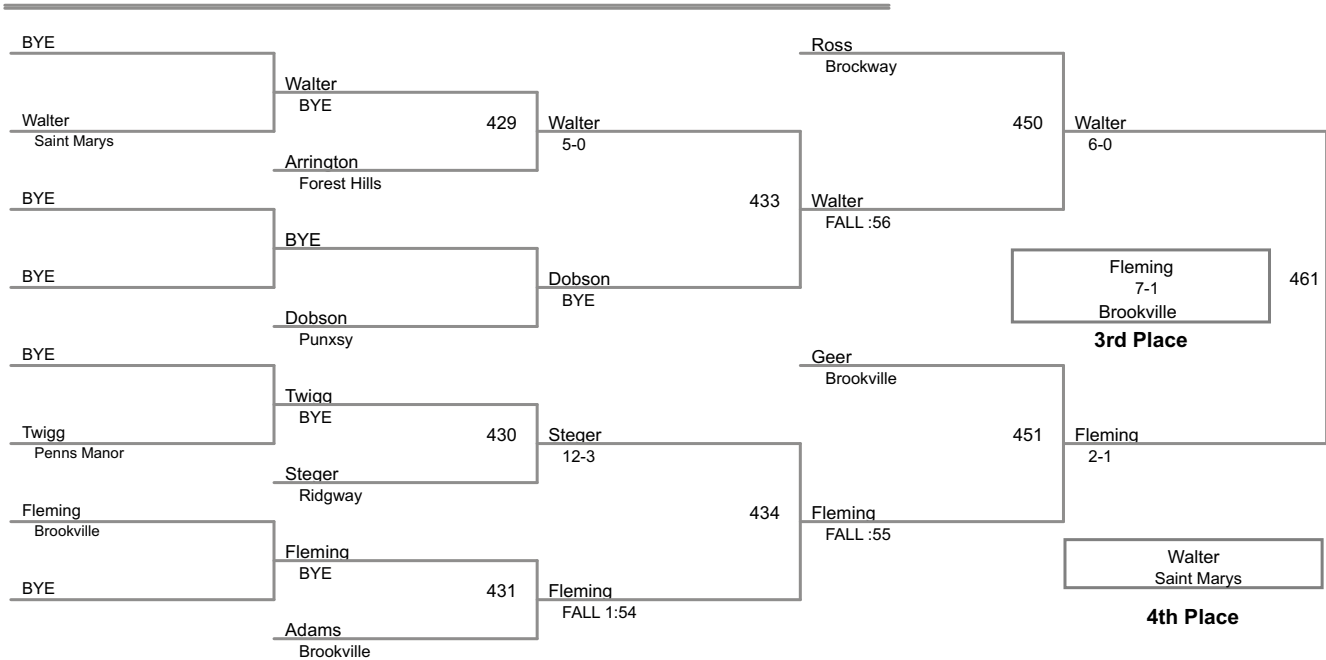 BYE
Walter
Saint Marys
BYE
BYE
BYE
Twigg
Penns Manor
Fleming
Brookville
BYE
Walter
BYE
Arrington
Forest Hills
BYE
Dobson
Punxsy
Twigg
BYE
Steger
Ridgway
Fleming
BYE
Adams
Brookville
429
430
431
Walter
5-0
Dobson
BYE
Steger
12-3
Fleming
FALL 1:54
433
434
Ross
Brockway
Walter
FALL :56
Geer
Brookville
Fleming
FALL :55
450
451
Walter
6-0
Fleming
2-1
461
Fleming
7-1
Brookville
3rd Place
Walter
Saint Marys
4th Place